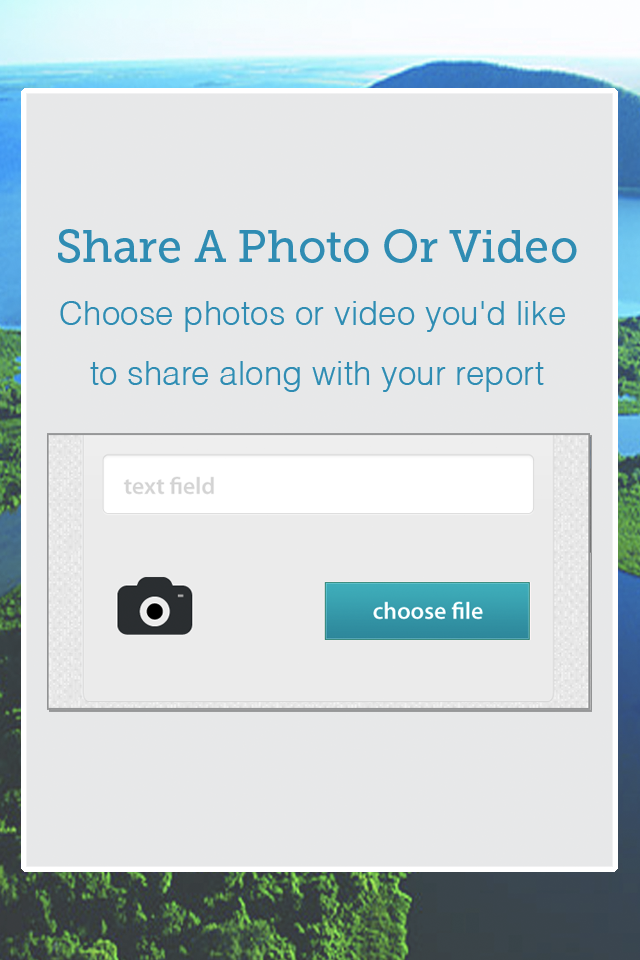 Share A Photo Or Video
Choose photos or video you'd like
to share along with your report
text field
choose file